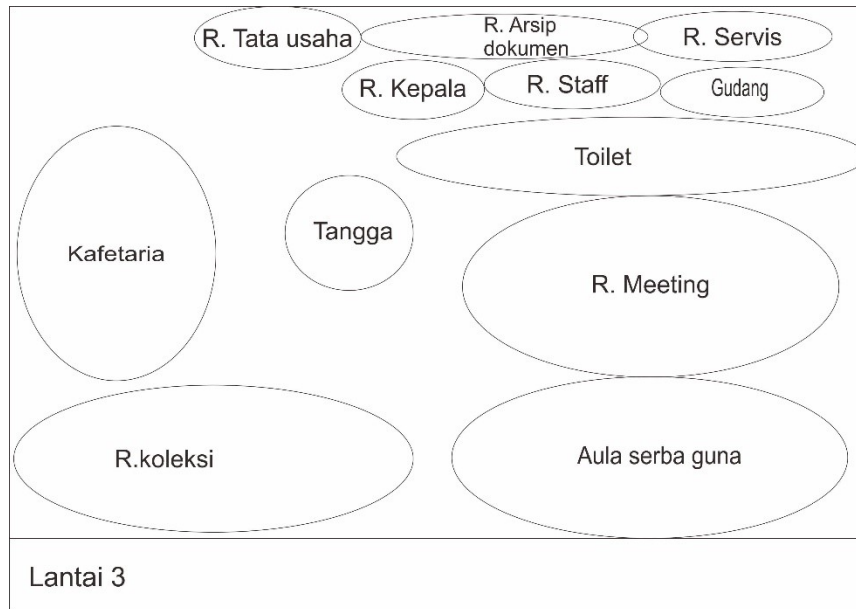 R. Tata usaha
R. Arsip
dokumen
R. Servis
R. Kepala
R. Staff
Gudang
Toilet
Kafetaria
Tangga
R. Meeting
R.koleksi
Aula serba guna
Lantai 3